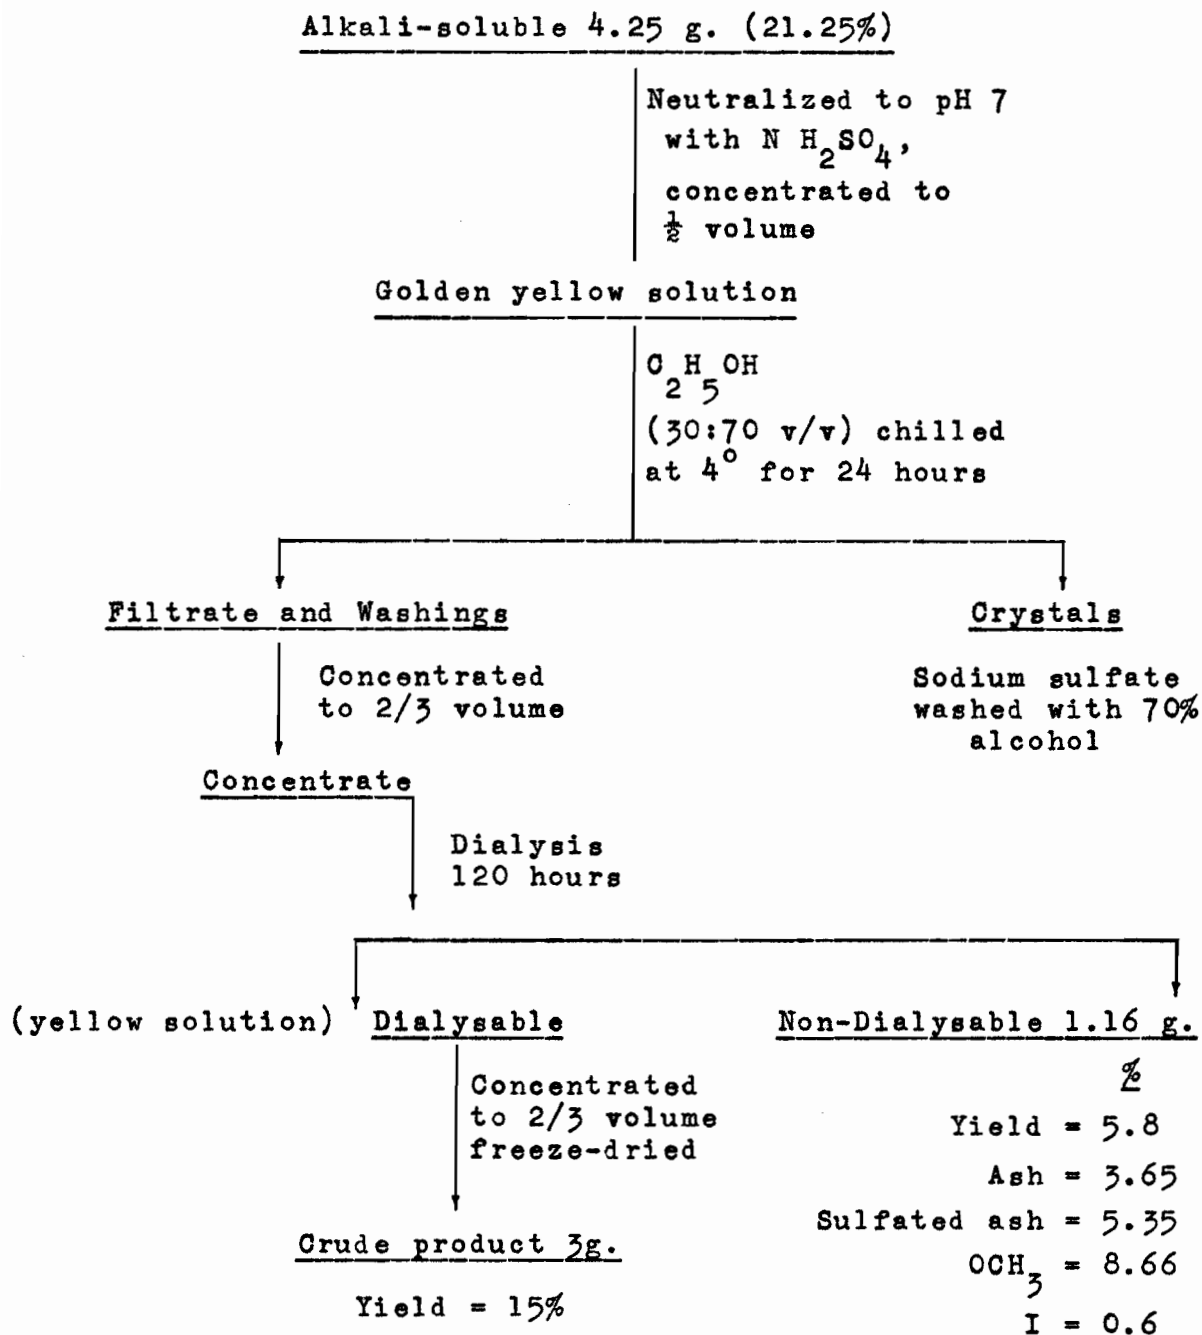 Alkali-soluble 4.25 g. (21.25%)
Neutralized to pH 7
with N H₂SO₄,
concentrated to
½ volume
Golden yellow solution
C₂H₅OH
(30:70 v/v) chilled
at 4° for 24 hours
Filtrate and Washings
Concentrated
to 2/3 volume
Concentrate
Dialysis
120 hours
Crystals
Sodium sulfate
washed with 70%
alcohol
(yellow solution) Dialysable
Concentrated
to 2/3 volume
freeze-dried
Crude product 3g.
Yield = 15%
Non-Dialysable 1.16 g.
%
Yield = 5.8
Ash = 3.65
Sulfated ash = 5.35
OCH₃ = 8.66
I = 0.6